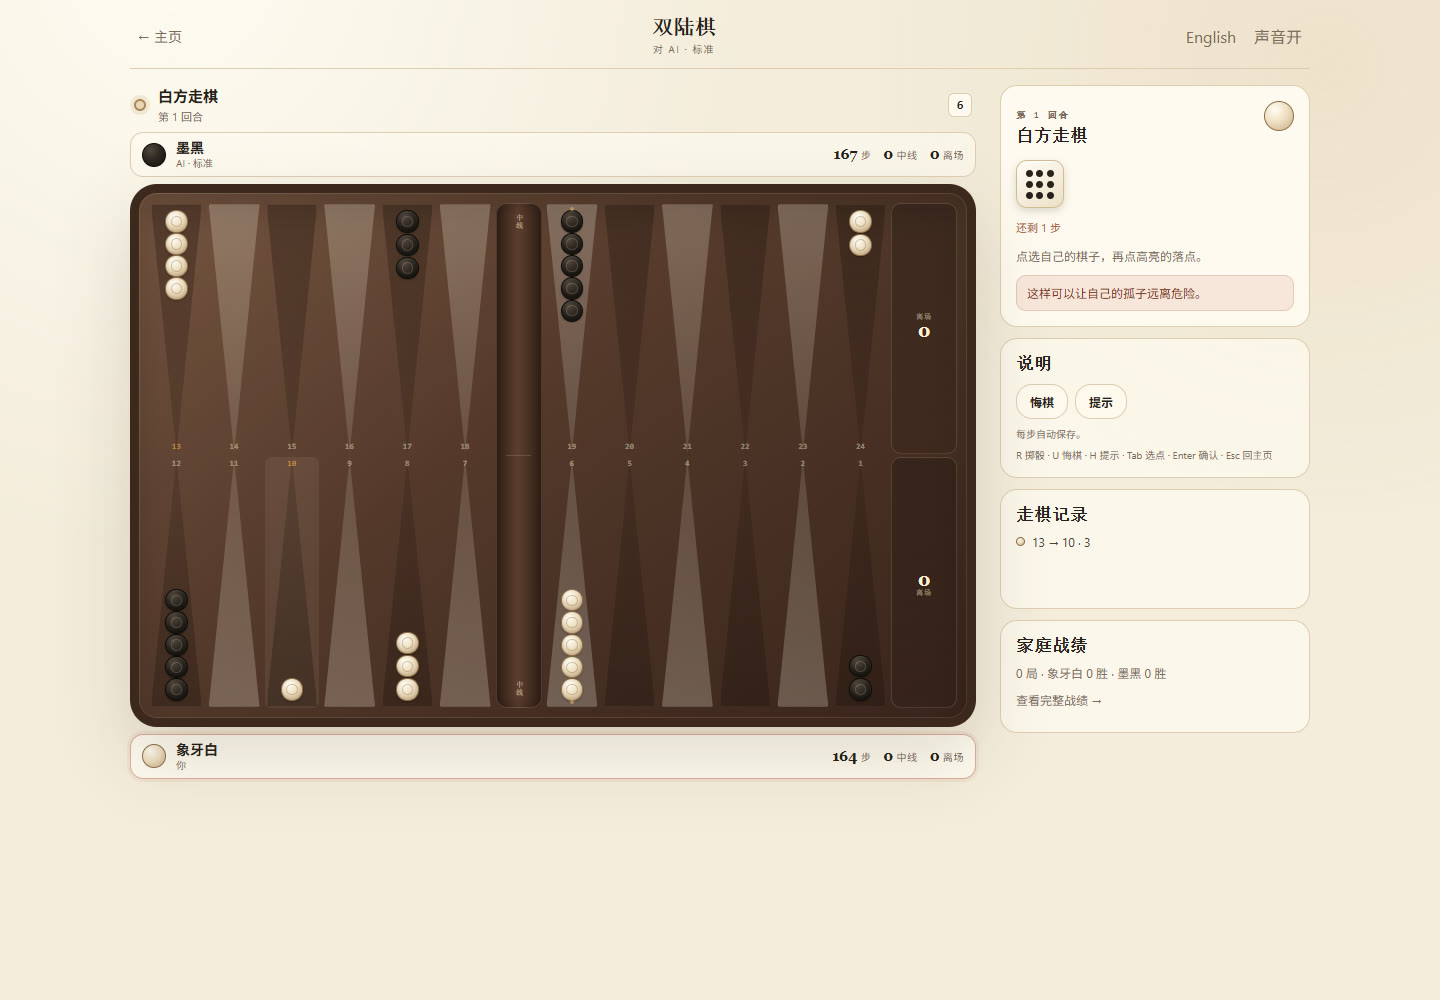 ← 主页
双陆棋
对 AI · 标准
English 声音开
白方走棋
第 1 回合
6
墨黑
AI · 标准
167 步 0 中线 0 离场
中线
13 14 15 16 17 18 19 20 21 22 23 24
12 11 10 9 8 7 6 5 4 3 2 1
离场
0
0
离场
中线
象牙白
你
164 步 0 中线 0 离场
第 1 回合
白方走棋
还剩 1 步
点选自己的棋子，再点高亮的落点。
这样可以让自己的孤子远离危险。
说明
悔棋 提示
每步自动保存。
R 掷骰 · U 悔棋 · H 提示 · Tab 选点 · Enter 确认 · Esc 回主页
走棋记录
13 → 10 · 3
家庭战绩
0 局 · 象牙白 0 胜 · 墨黑 0 胜
查看完整战绩 →